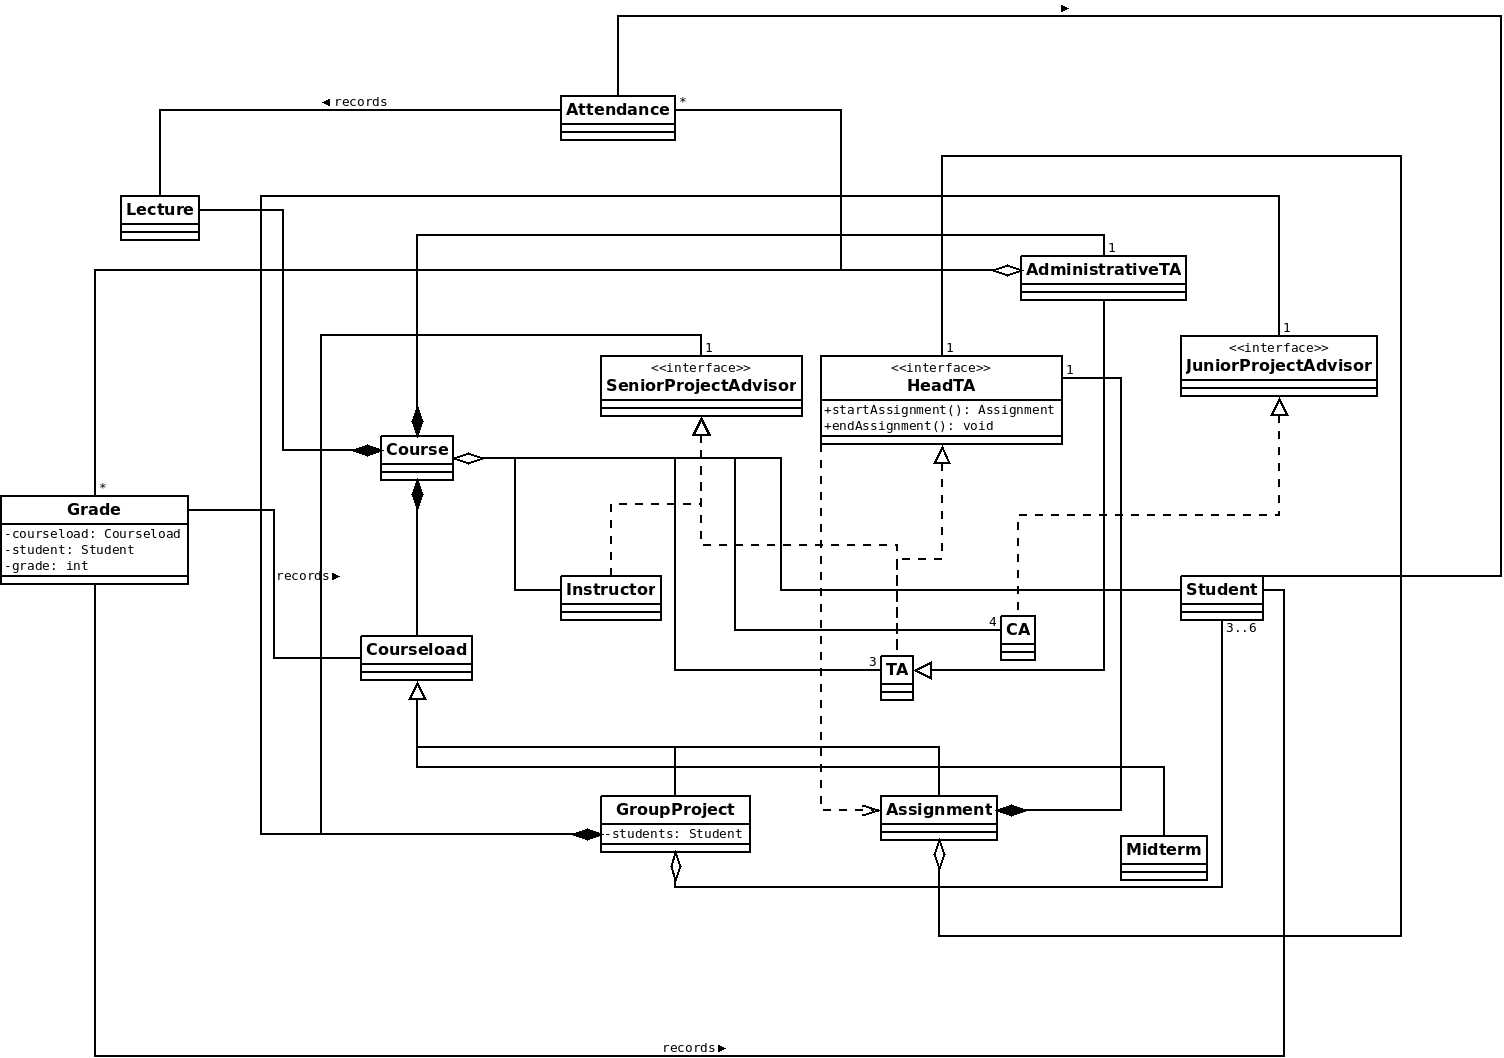 ►
◄ records
Attendance
*
Lecture
1
AdministrativeTA
1
<<interface>>
SeniorProjectAdvisor
1
<<interface>>
HeadTA
1
+startAssignment(): Assignment
+endAssignment(): void
1
<<interface>>
JuniorProjectAdvisor
Course
*
Grade
-courseload: Courseload
-student: Student
-grade: int
records►
Instructor
Student
3..6
4
CA
Courseload
3
TA
GroupProject
-students: Student
Assignment
Midterm
records►